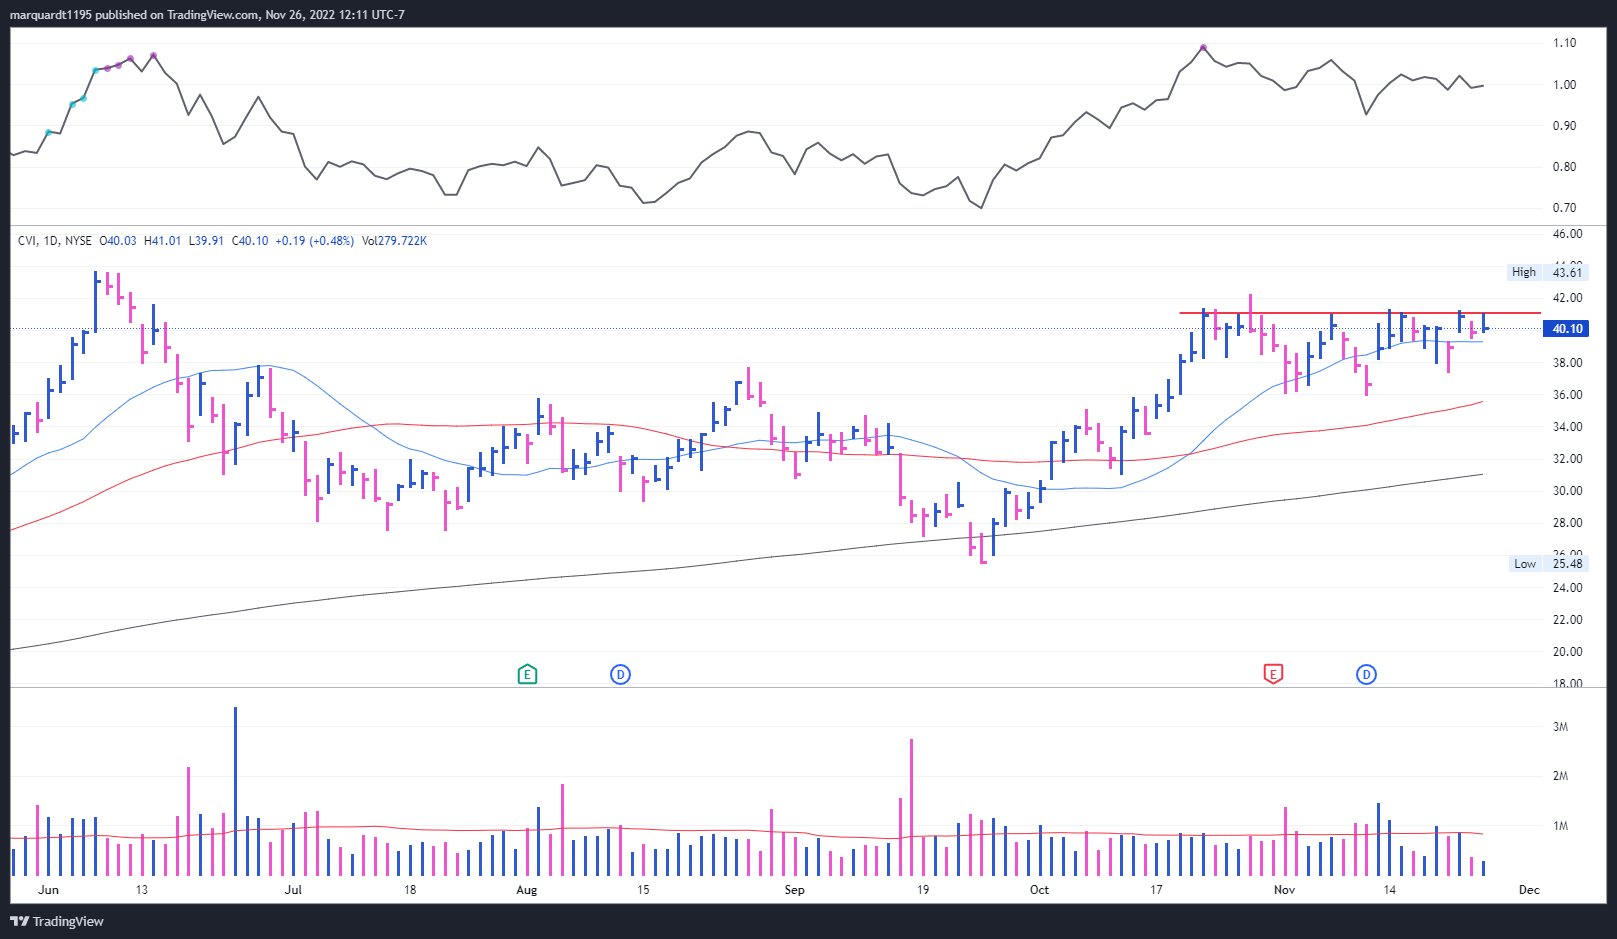 marquardt1195 published on TradingView.com, Nov 26, 2022 12:11 UTC-7
1.10
1.00
0.90
0.80
0.70
CVI, 1D, NYSE O40.03 H41.01 L39.91 C40.10 +0.19 (+0.48%) Vol279.722K
46.00
44.00
High 43.61
42.00
40.10
38.00
36.00
34.00
32.00
30.00
28.00
26.00
Low 25.48
24.00
22.00
20.00
E D E D
18.00
3M
2M
1M
Jun 13 Jul 18 Aug 15 Sep 19 Oct 17 Nov 14 Dec
TradingView